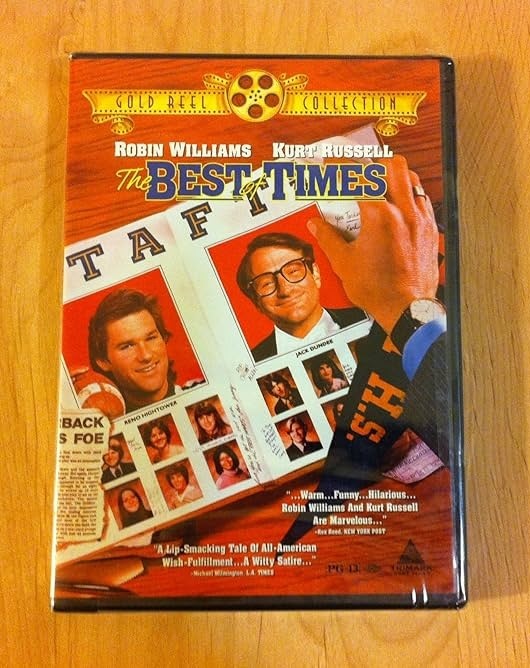 GOLD REEL COLLECTION
ROBIN WILLIAMS KURT RUSSELL
The BEST of TIMES
TAFT
JACK DUNDEE
RENO HIGHTOWER
BACK
S FOE
H.S.
"...Warm...Funny...Hilarious...
Robin Williams And Kurt Russell
Are Marvelous..."
-Rex Reed, NEW YORK POST
"A Lip-Smacking Tale Of All-American
Wish-Fulfillment...A Witty Satire..."
-Michael Wilmington L.A. TIMES
PG-13